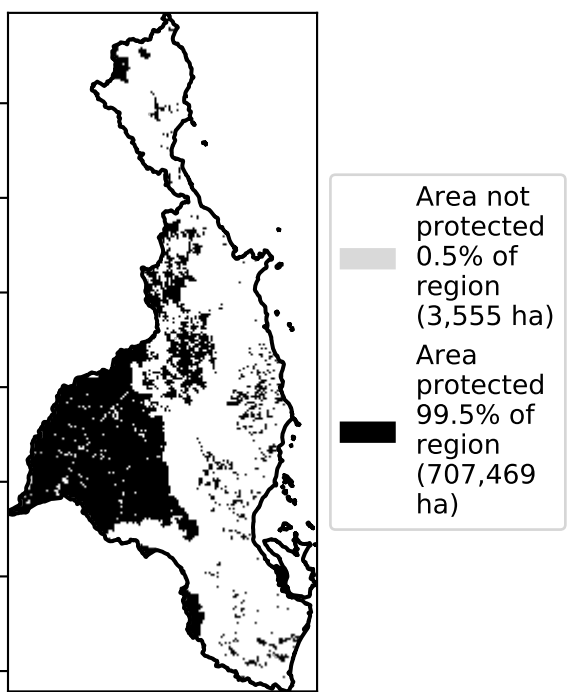 Area not
protected
0.5% of
region
(3,555 ha)
Area
protected
99.5% of
region
(707,469
ha)